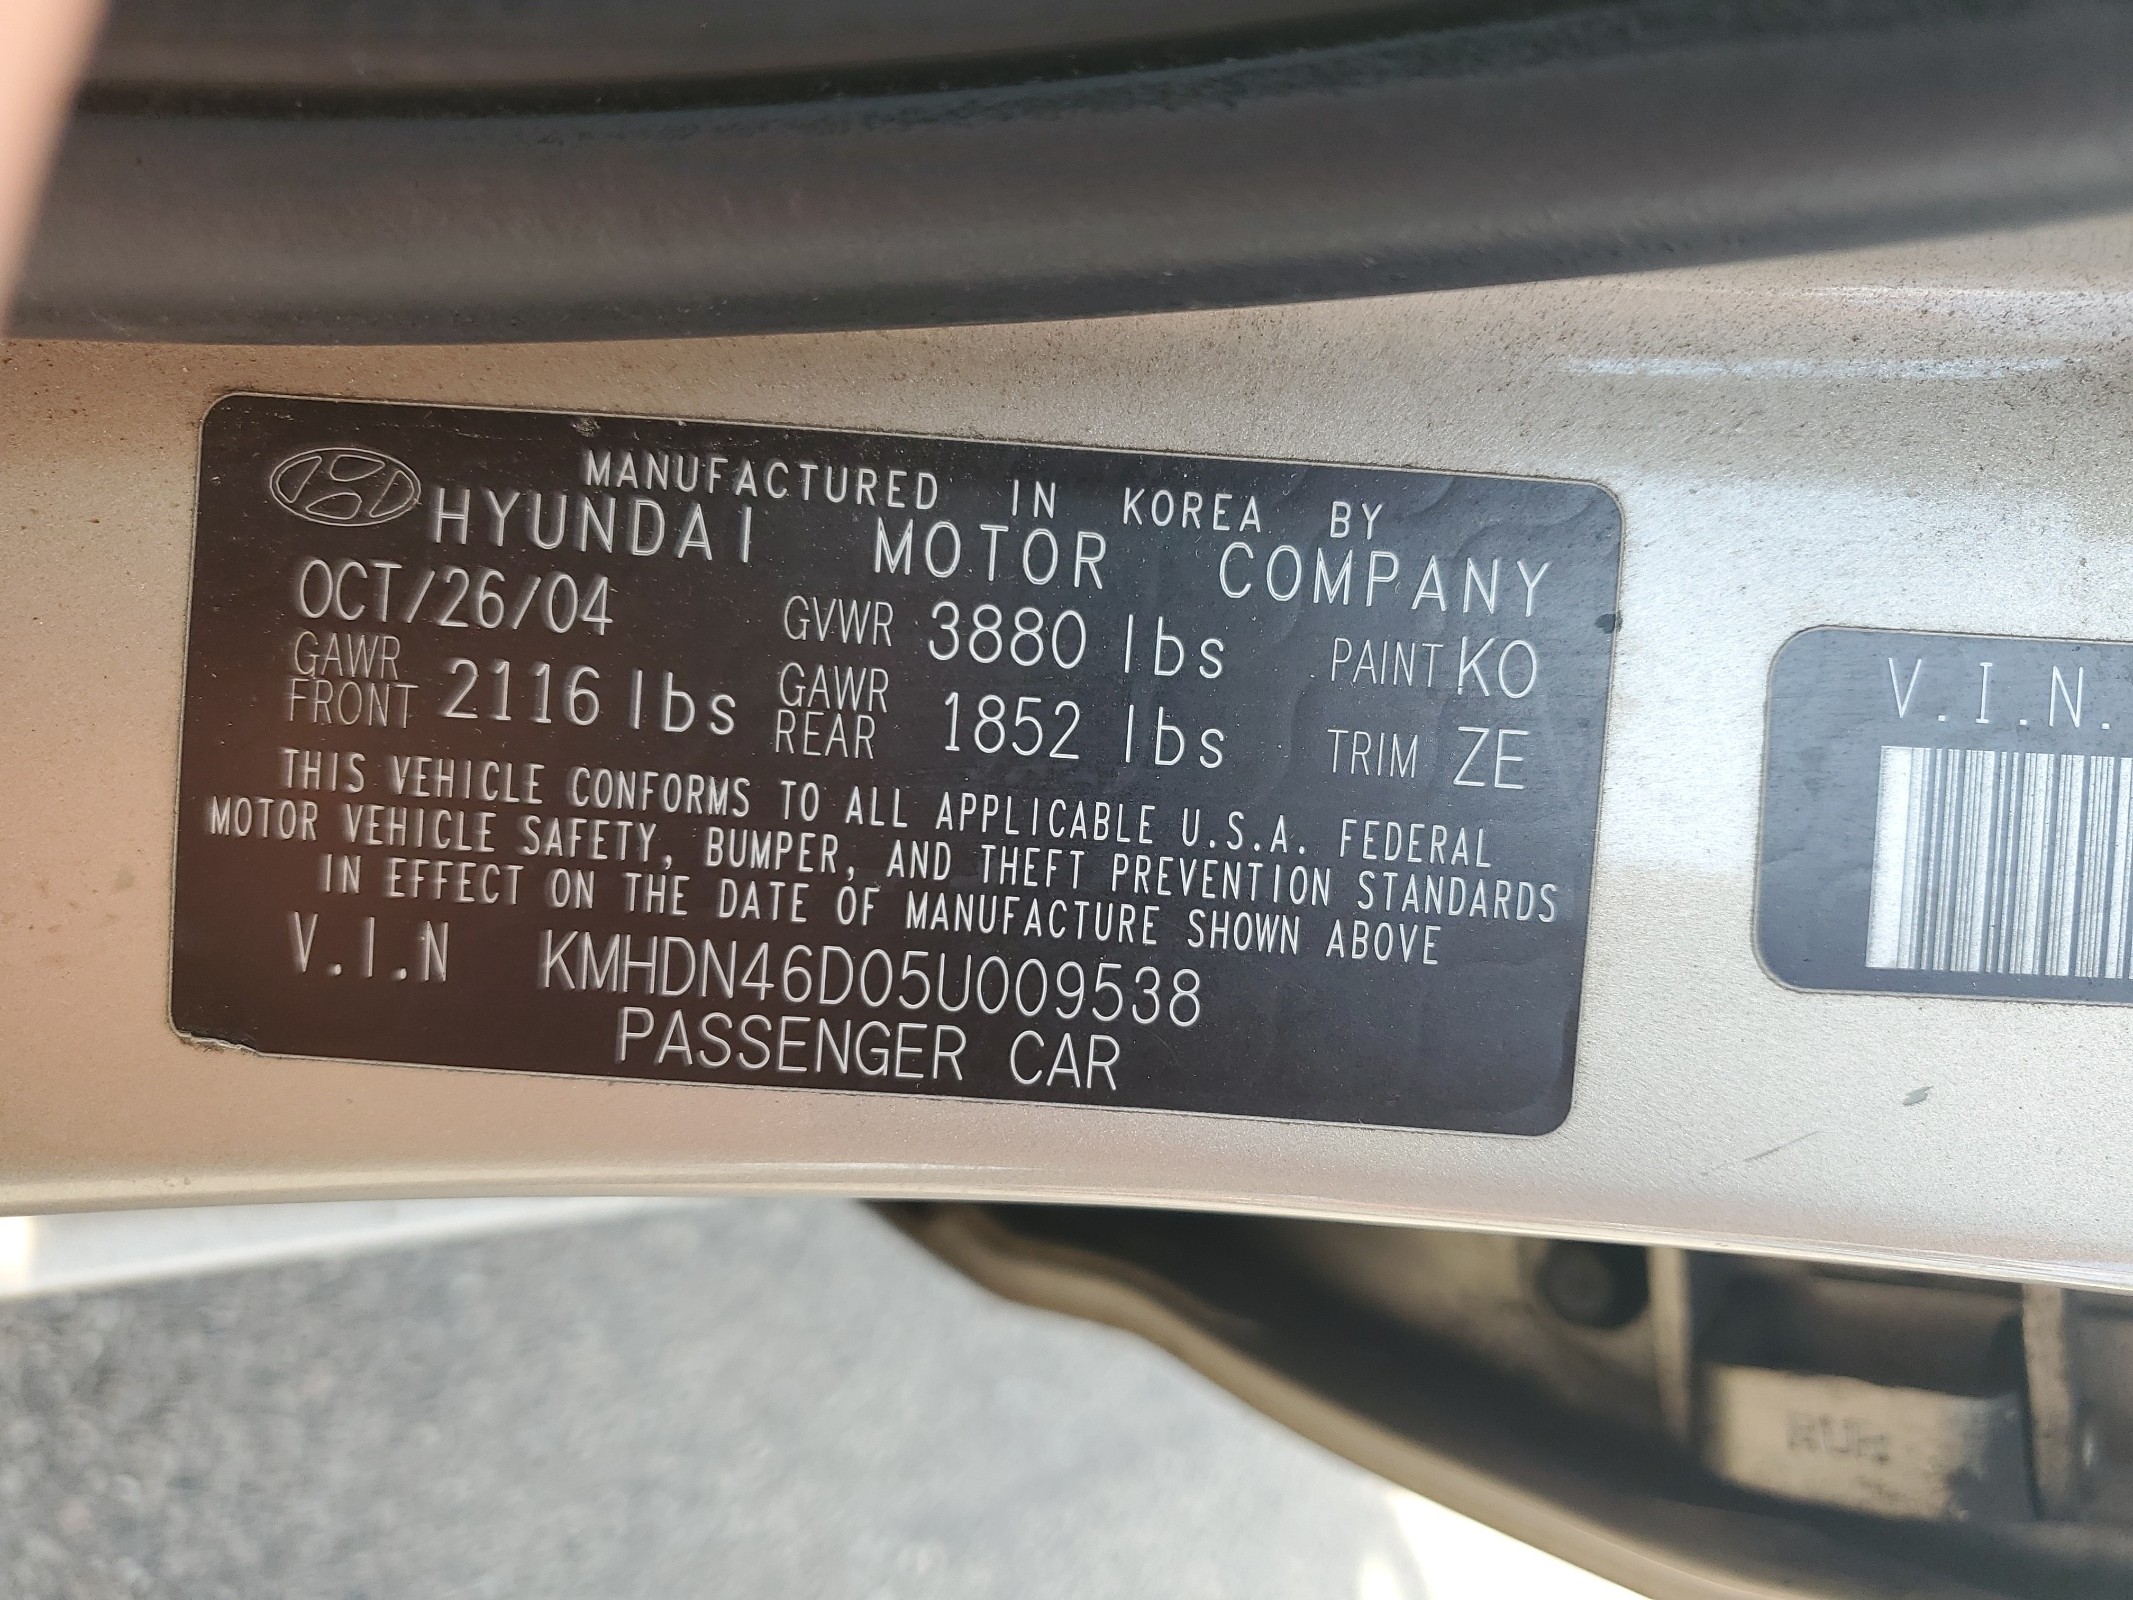 MANUFACTURED IN KOREA BY
HYUNDAI MOTOR COMPANY
OCT/26/04 GVWR 3880 lbs PAINT KO
GAWR FRONT 2116 lbs GAWR REAR 1852 lbs TRIM ZE
THIS VEHICLE CONFORMS TO ALL APPLICABLE U.S.A. FEDERAL
MOTOR VEHICLE SAFETY, BUMPER, AND THEFT PREVENTION STANDARDS
IN EFFECT ON THE DATE OF MANUFACTURE SHOWN ABOVE
V.I.N KMHDN46D05U009538
PASSENGER CAR
V.I.N.